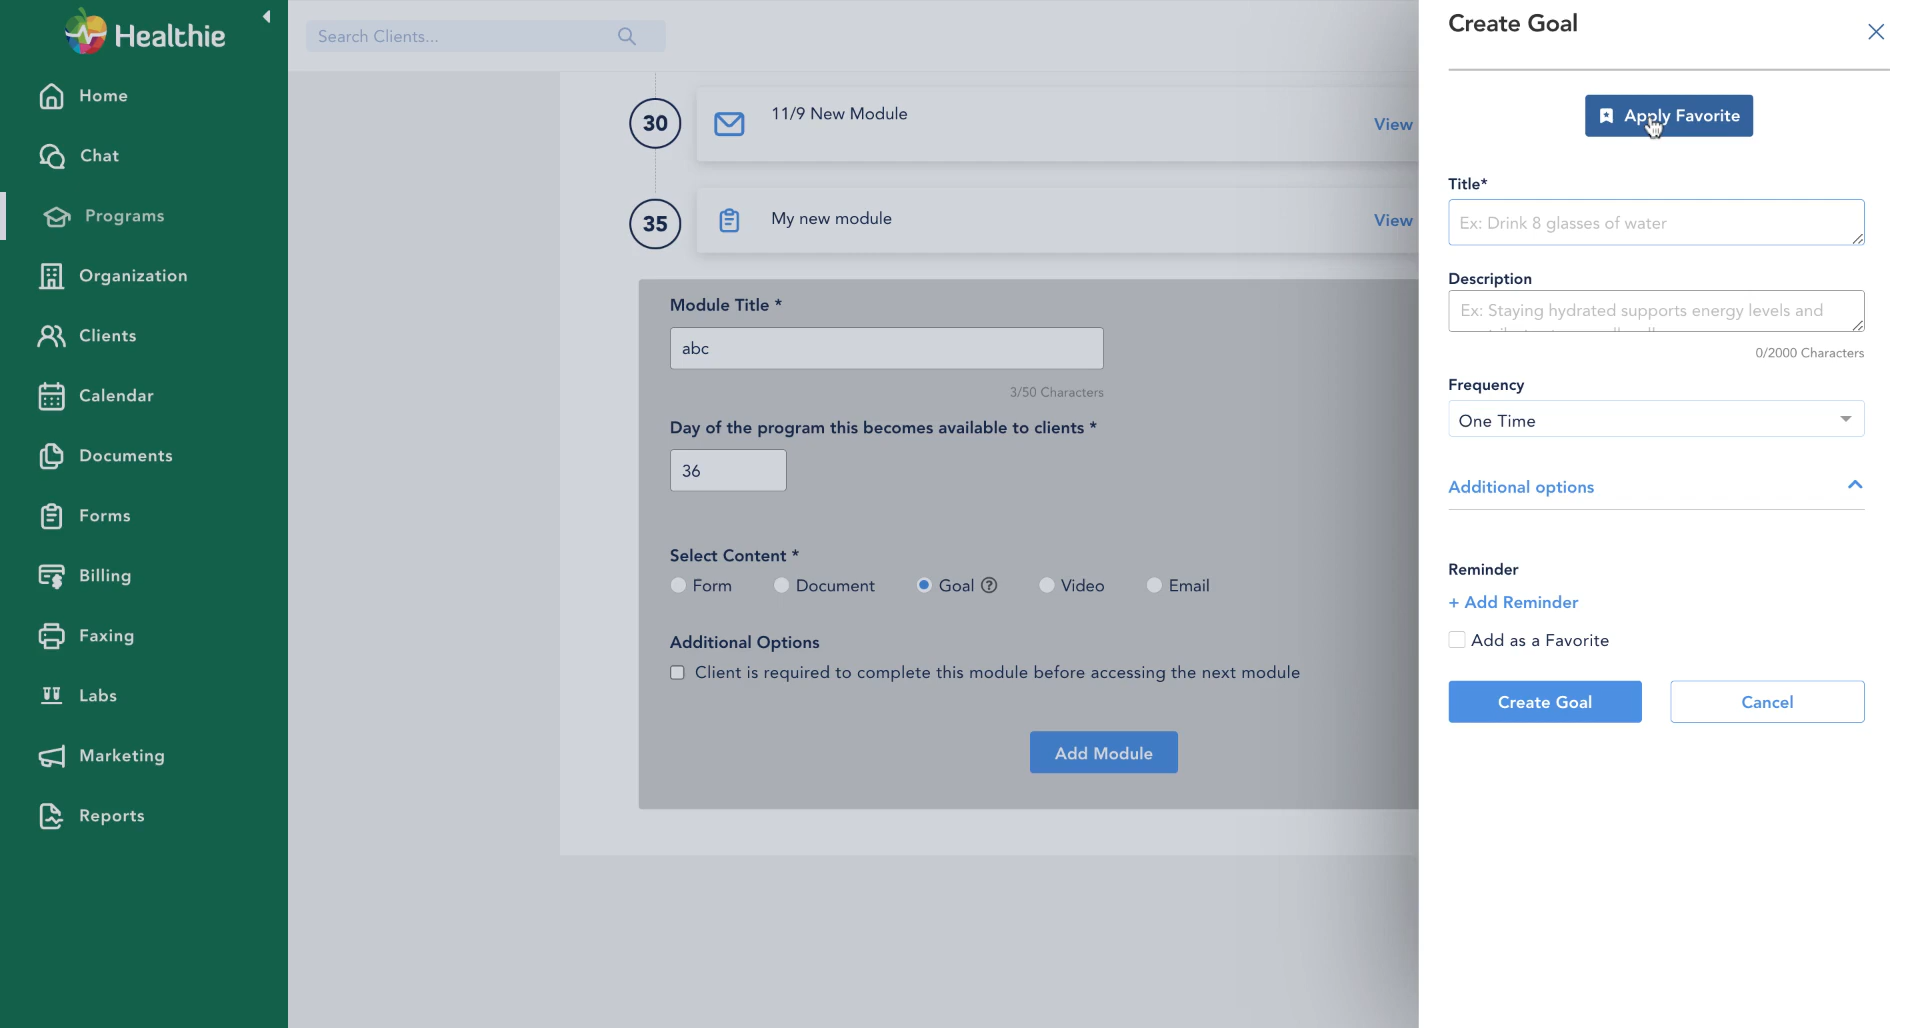 Healthie
Home
Chat
Programs
Organization
Clients
Calendar
Documents
Forms
Billing
Faxing
Labs
Marketing
Reports
Search Clients...
30
11/9 New Module
View
35
My new module
View
Module Title *
abc
3/50 Characters
Day of the program this becomes available to clients *
36
Select Content *
Form
Document
Goal ?
Video
Email
Additional Options
Client is required to complete this module before accessing the next module
Add Module
Create Goal
Apply Favorite
Title*
Ex: Drink 8 glasses of water
Description
Ex: Staying hydrated supports energy levels and
0/2000 Characters
Frequency
One Time
Additional options
Reminder
+ Add Reminder
Add as a Favorite
Create Goal
Cancel